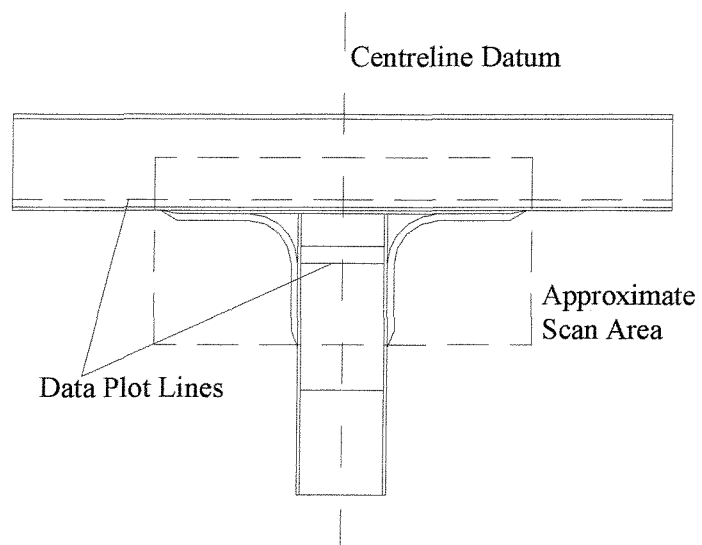 Centreline Datum
Approximate
Scan Area
Data Plot Lines